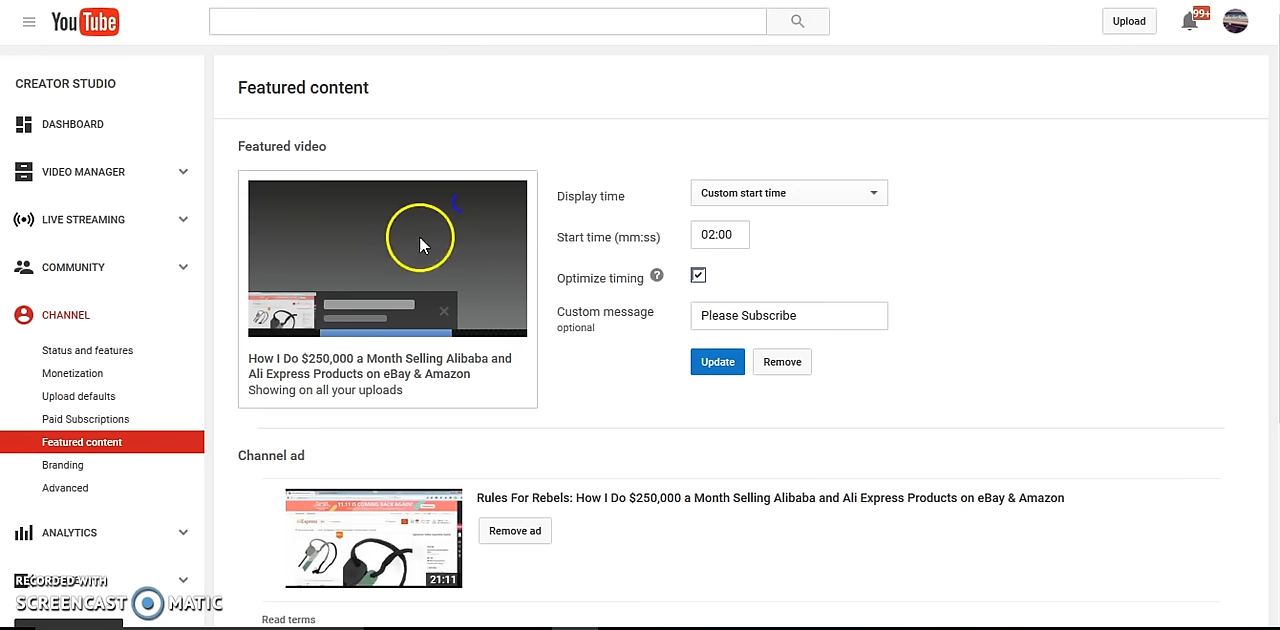 YouTube
Upload
99+
CREATOR STUDIO
DASHBOARD
VIDEO MANAGER
LIVE STREAMING
COMMUNITY
CHANNEL
Status and features
Monetization
Upload defaults
Paid Subscriptions
Featured content
Branding
Advanced
ANALYTICS
RECORDED WITH
SCREENCAST MATIC
Featured content
Featured video
How I Do $250,000 a Month Selling Alibaba and
Ali Express Products on eBay & Amazon
Showing on all your uploads
Display time
Custom start time
Start time (mm:ss)
02:00
Optimize timing ?
Custom message
optional
Please Subscribe
Update
Remove
Channel ad
21:11
Rules For Rebels: How I Do $250,000 a Month Selling Alibaba and Ali Express Products on eBay & Amazon
Remove ad
Read terms